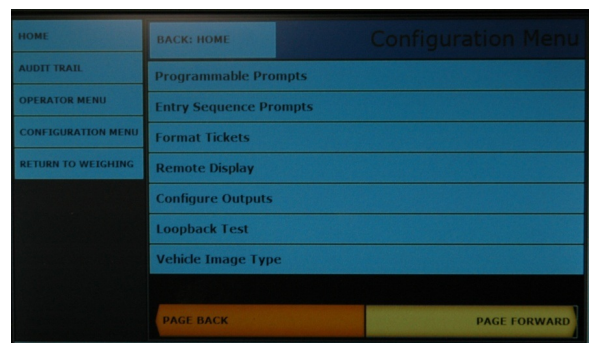 HOME
AUDIT TRAIL
OPERATOR MENU
CONFIGURATION MENU
RETURN TO WEIGHING
BACK: HOME
Configuration Menu
Programmable Prompts
Entry Sequence Prompts
Format Tickets
Remote Display
Configure Outputs
Loopback Test
Vehicle Image Type
PAGE BACK
PAGE FORWARD